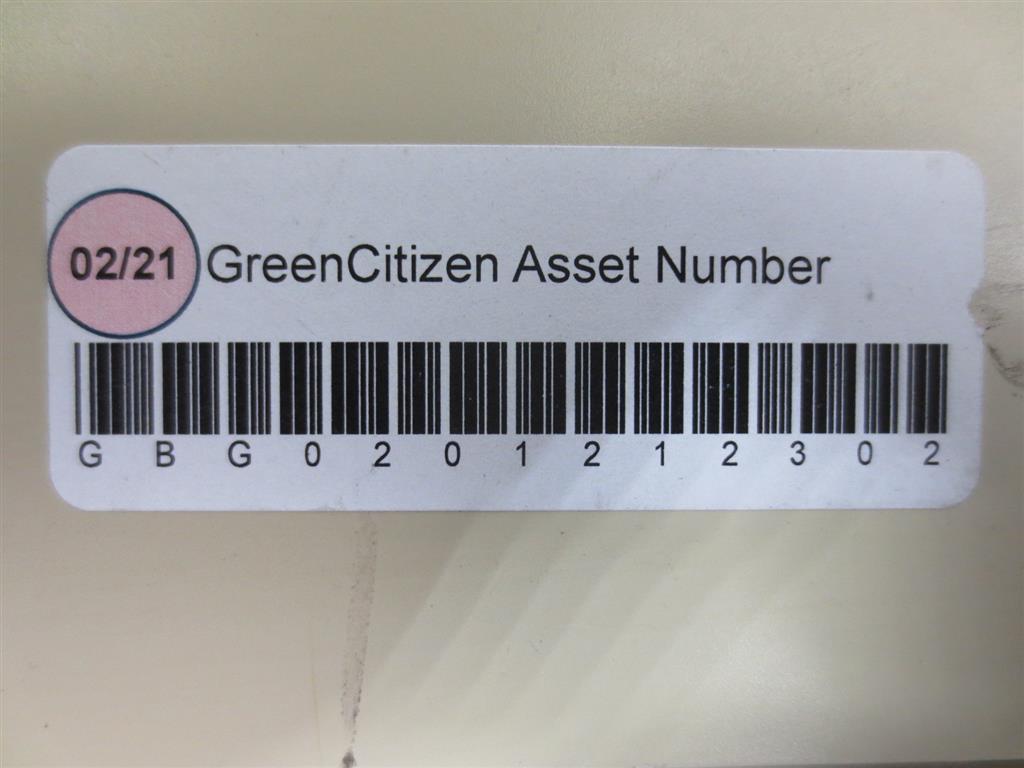 02/21 GreenCitizen Asset Number
G B G 0 2 0 1 2 1 2 3 0 2